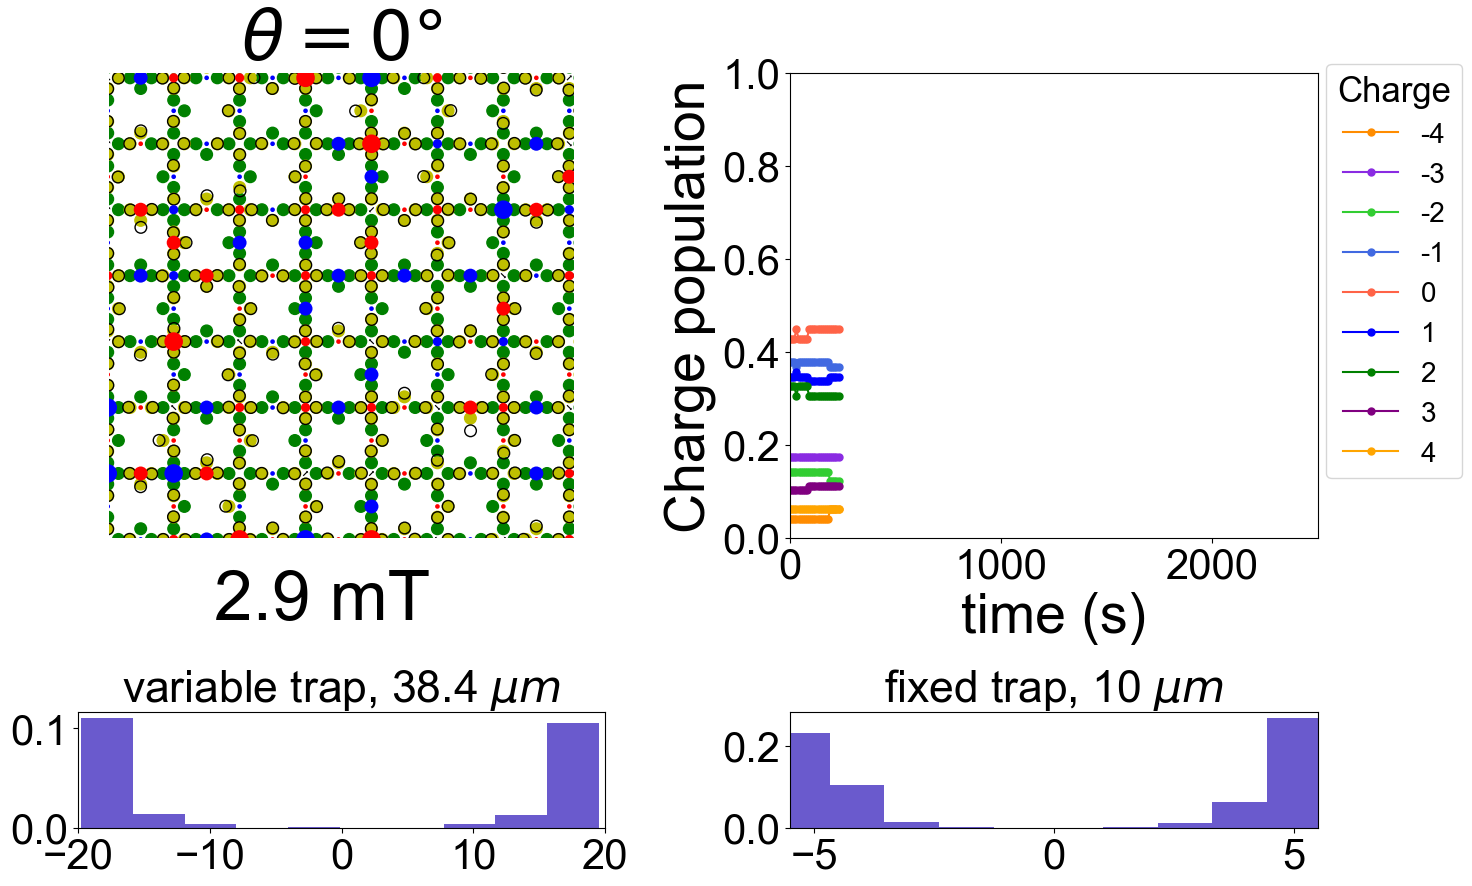 θ = 0°
2.9 mT
Charge population
1.0
0.8
0.6
0.4
0.2
0.0
0 1000 2000
time (s)
Charge
-4
-3
-2
-1
0
1
2
3
4
variable trap, 38.4 μm
0.1
0.0
−20 −10 0 10 20
fixed trap, 10 μm
0.2
0.0
−5 0 5